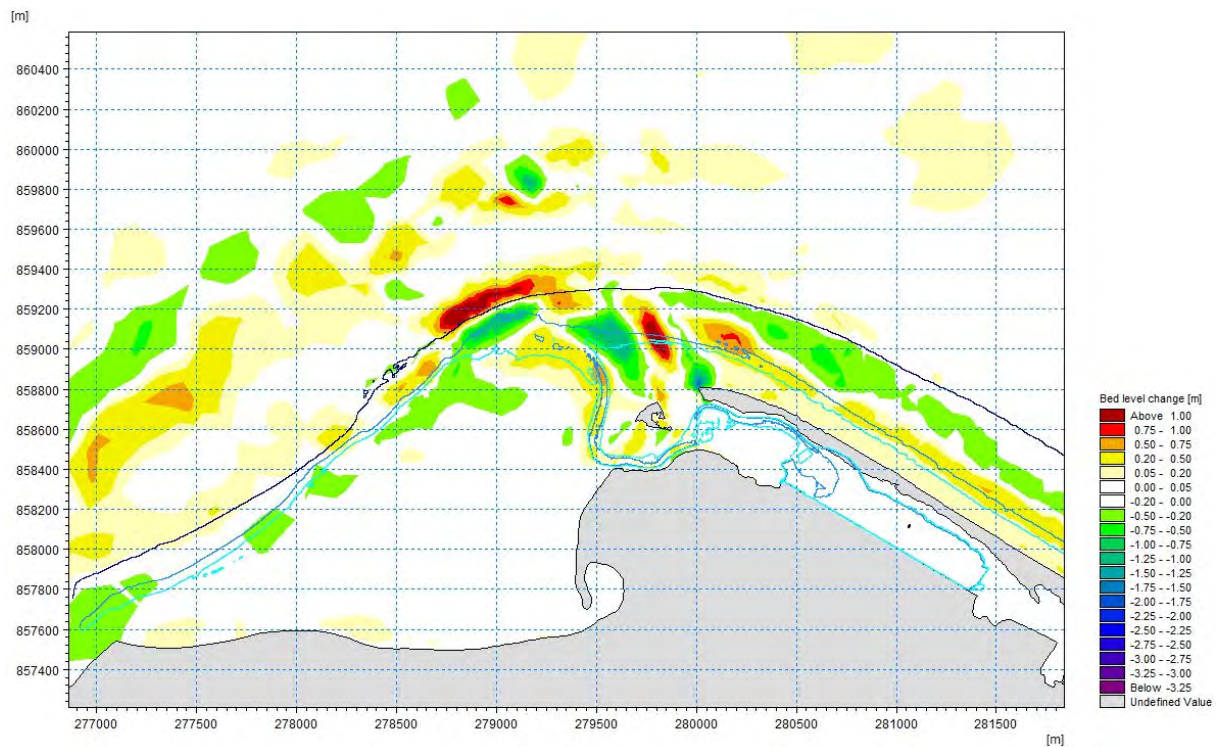 [m]
860400
860200
860000
859800
859600
859400
859200
859000
858800
858600
858400
858200
858000
857800
857600
857400
277000 277500 278000 278500 279000 279500 280000 280500 281000 281500
[m]
Bed level change [m]
Above 1.00
0.75 - 1.00
0.50 - 0.75
0.20 - 0.50
0.05 - 0.20
0.00 - 0.05
-0.20 - 0.00
-0.50 - -0.20
-0.75 - -0.50
-1.00 - -0.75
-1.25 - -1.00
-1.50 - -1.25
-1.75 - -1.50
-2.00 - -1.75
-2.25 - -2.00
-2.50 - -2.25
-2.75 - -2.50
-3.00 - -2.75
-3.25 - -3.00
Below -3.25
Undefined Value